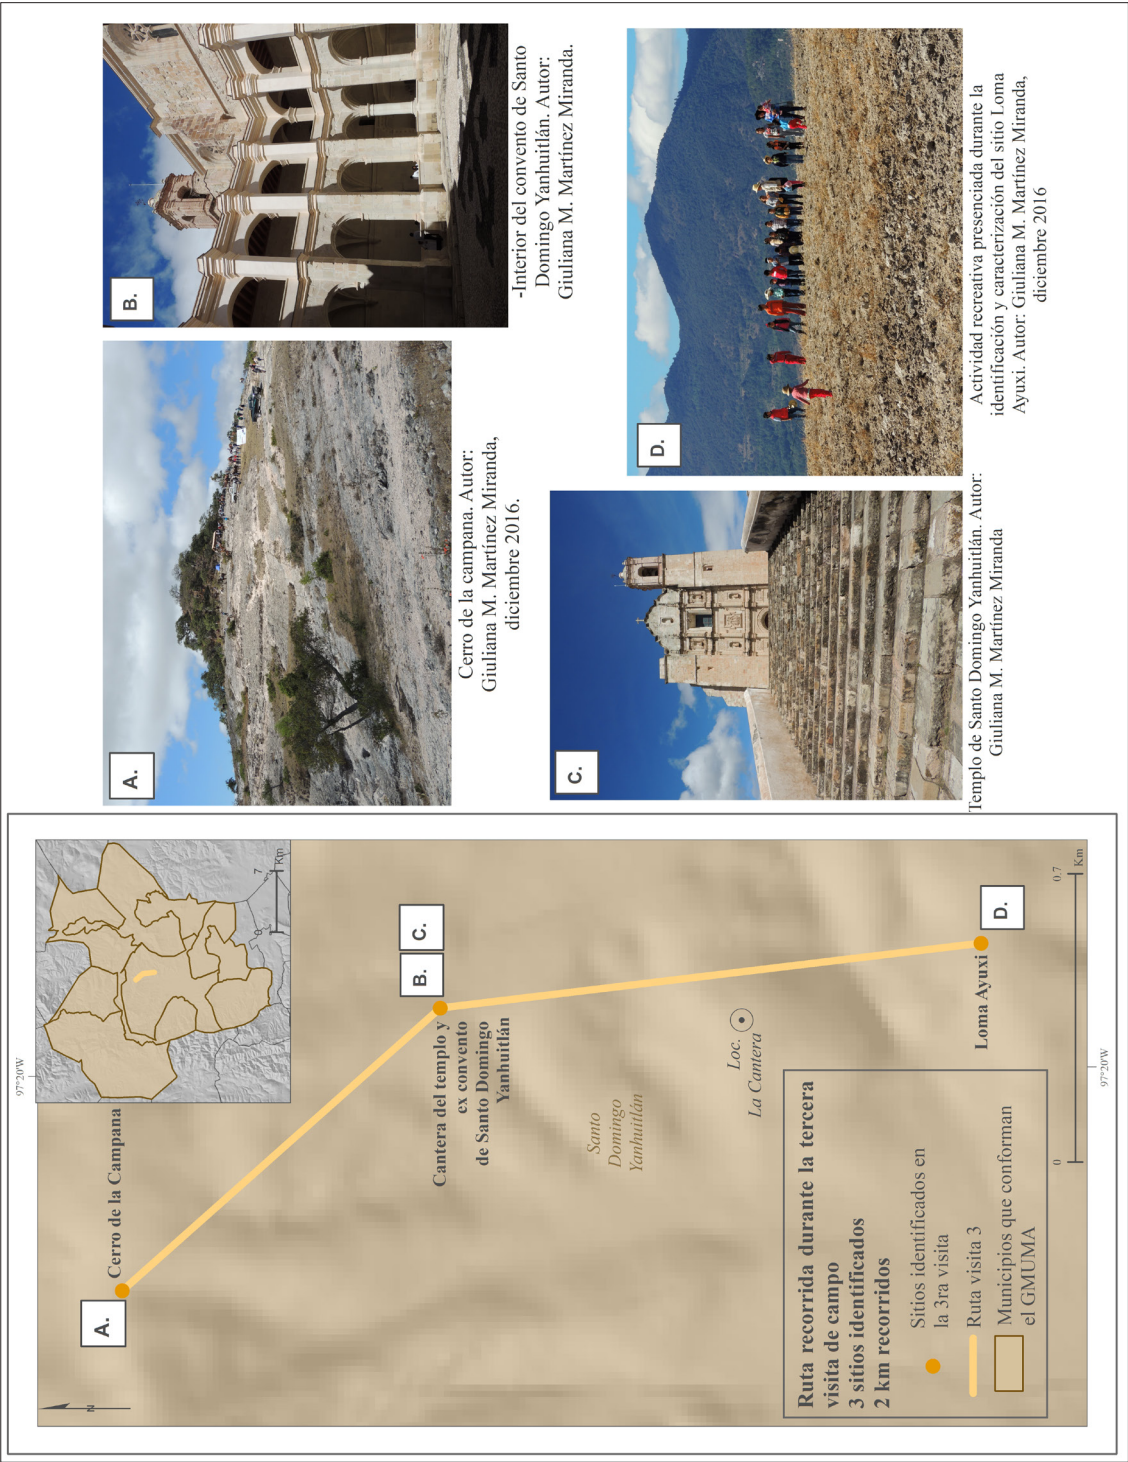 97°20'W
A.
Cerro de la Campana
B.
C.
Cantera del templo y
ex convento
de Santo Domingo
Yanhuitlán
Santo
Domingo
Yanhuitlán
Loc.
La Cantera
Loma Ayuxi
D.
N
0
7
Km
Ruta recorrida durante la tercera
visita de campo
3 sitios identificados
2 km recorridos
Sitios identificados en
la 3ra visita
Ruta visita 3
Municipios que conforman
el GMUMA
0
0.7
Km
97°20'W
A.
Cerro de la campana. Autor:
Giuliana M. Martínez Miranda,
diciembre 2016.
B.
-Interior del convento de Santo
Domingo Yanhuitlán. Autor:
Giuliana M. Martínez Miranda.
C.
Templo de Santo Domingo Yanhuitlán. Autor:
Giuliana M. Martínez Miranda
D.
Actividad recreativa presenciada durante la
identificación y caracterización del sitio Loma
Ayuxi. Autor: Giuliana M. Martínez Miranda,
diciembre 2016